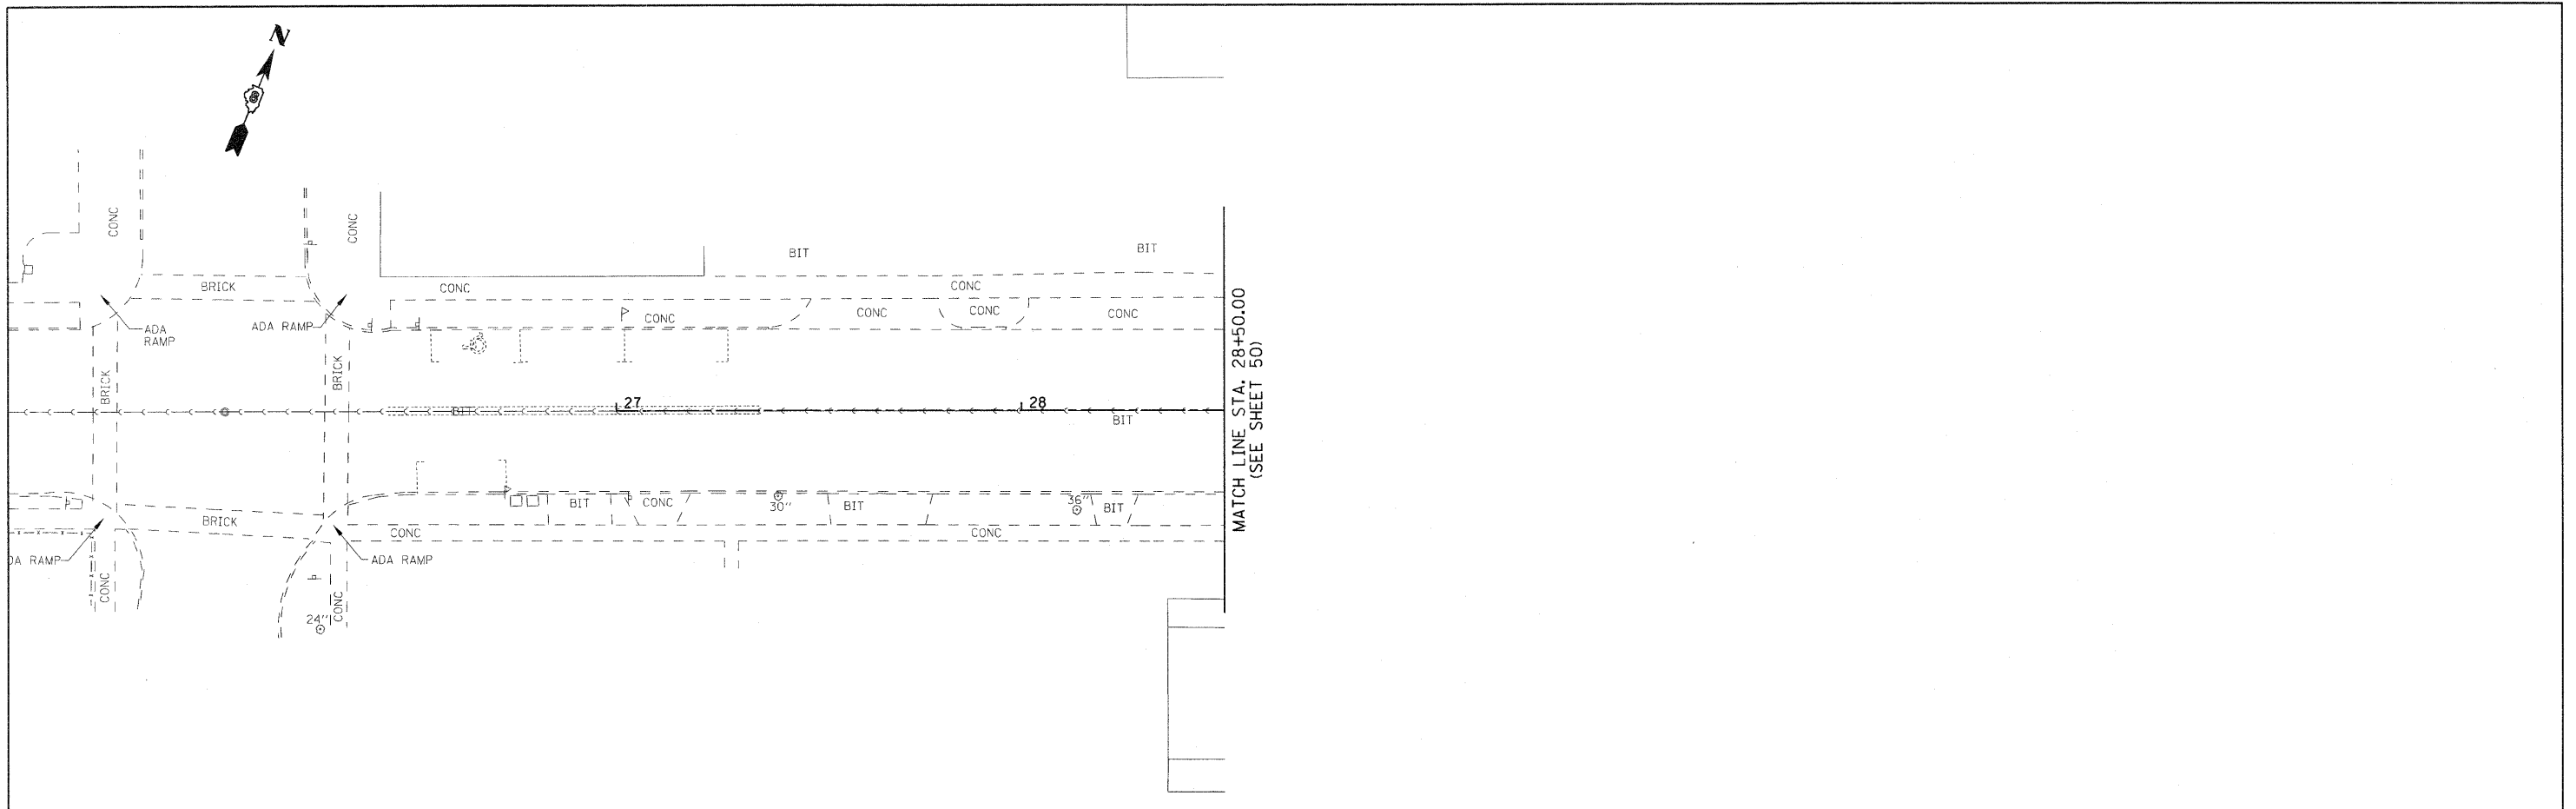 N
CONC
CONC
BIT
BIT
BRICK
CONC
CONC
ADA
RAMP
ADA RAMP
CONC
CONC
CONC
CONC
BRICK
BRICK
BIT
27
28
BIT
MATCH LINE STA. 28+50.00
(SEE SHEET 50)
BIT
CONC
30"
BIT
36"
BIT
BRICK
CONC
CONC
DA RAMP
ADA RAMP
CONC
CONC
24"